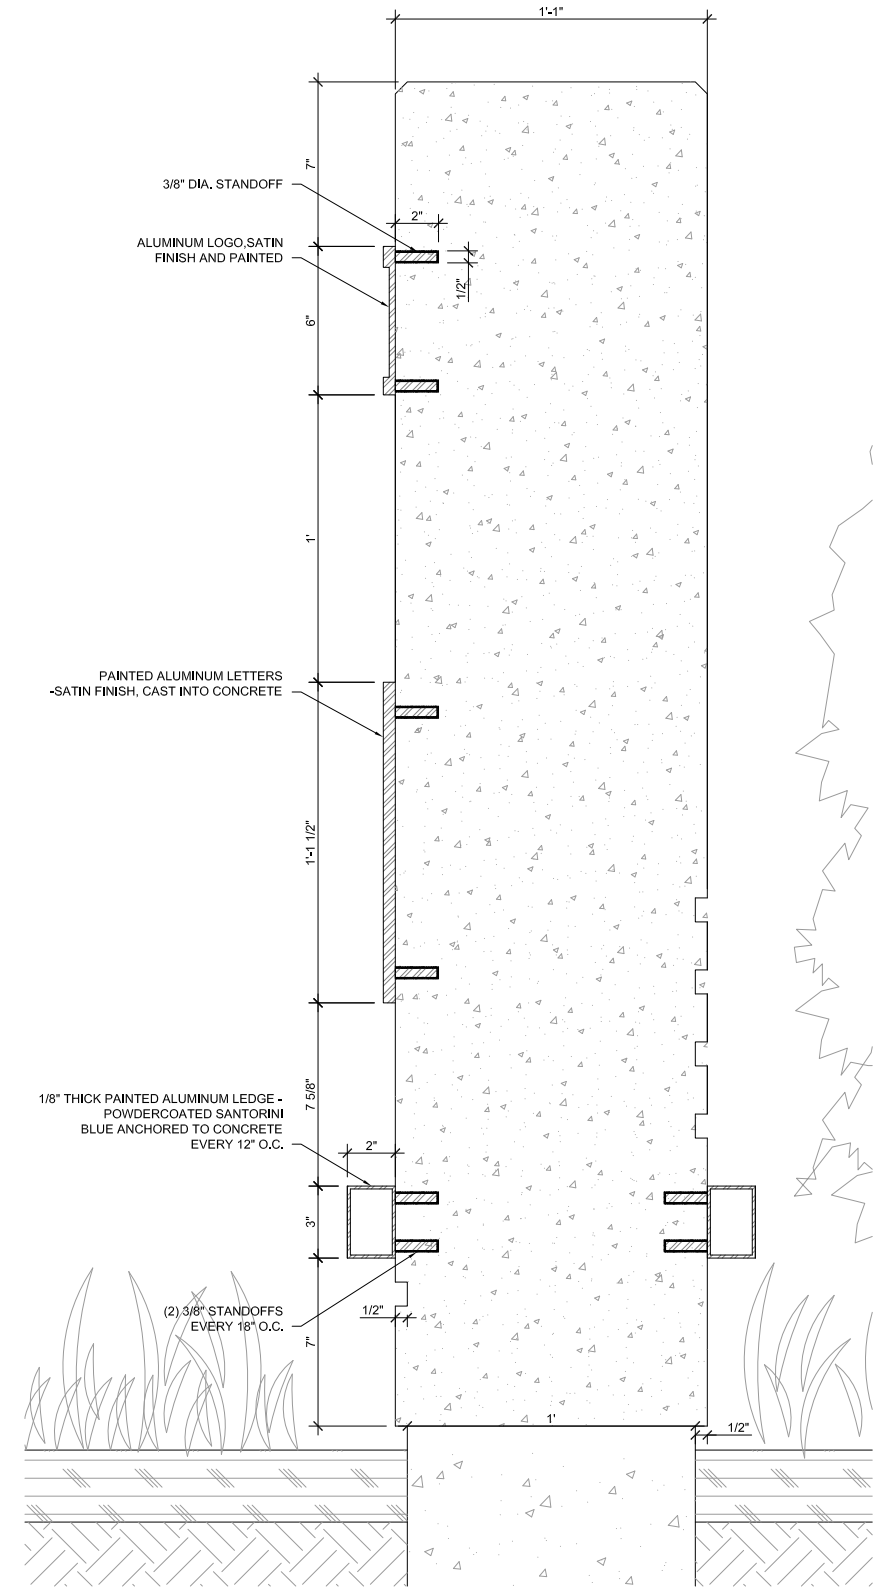 1'-1"
7"
3/8" DIA. STANDOFF
2"
ALUMINUM LOGO,SATIN
FINISH AND PAINTED
1/2"
6"
1'
PAINTED ALUMINUM LETTERS
-SATIN FINISH, CAST INTO CONCRETE
1'-1 1/2"
7 5/8"
1/8" THICK PAINTED ALUMINUM LEDGE -
POWDERCOATED SANTORINI
BLUE ANCHORED TO CONCRETE
EVERY 12" O.C.
2"
3"
(2) 3/8" STANDOFFS
EVERY 18" O.C.
1/2"
7"
1'
1/2"